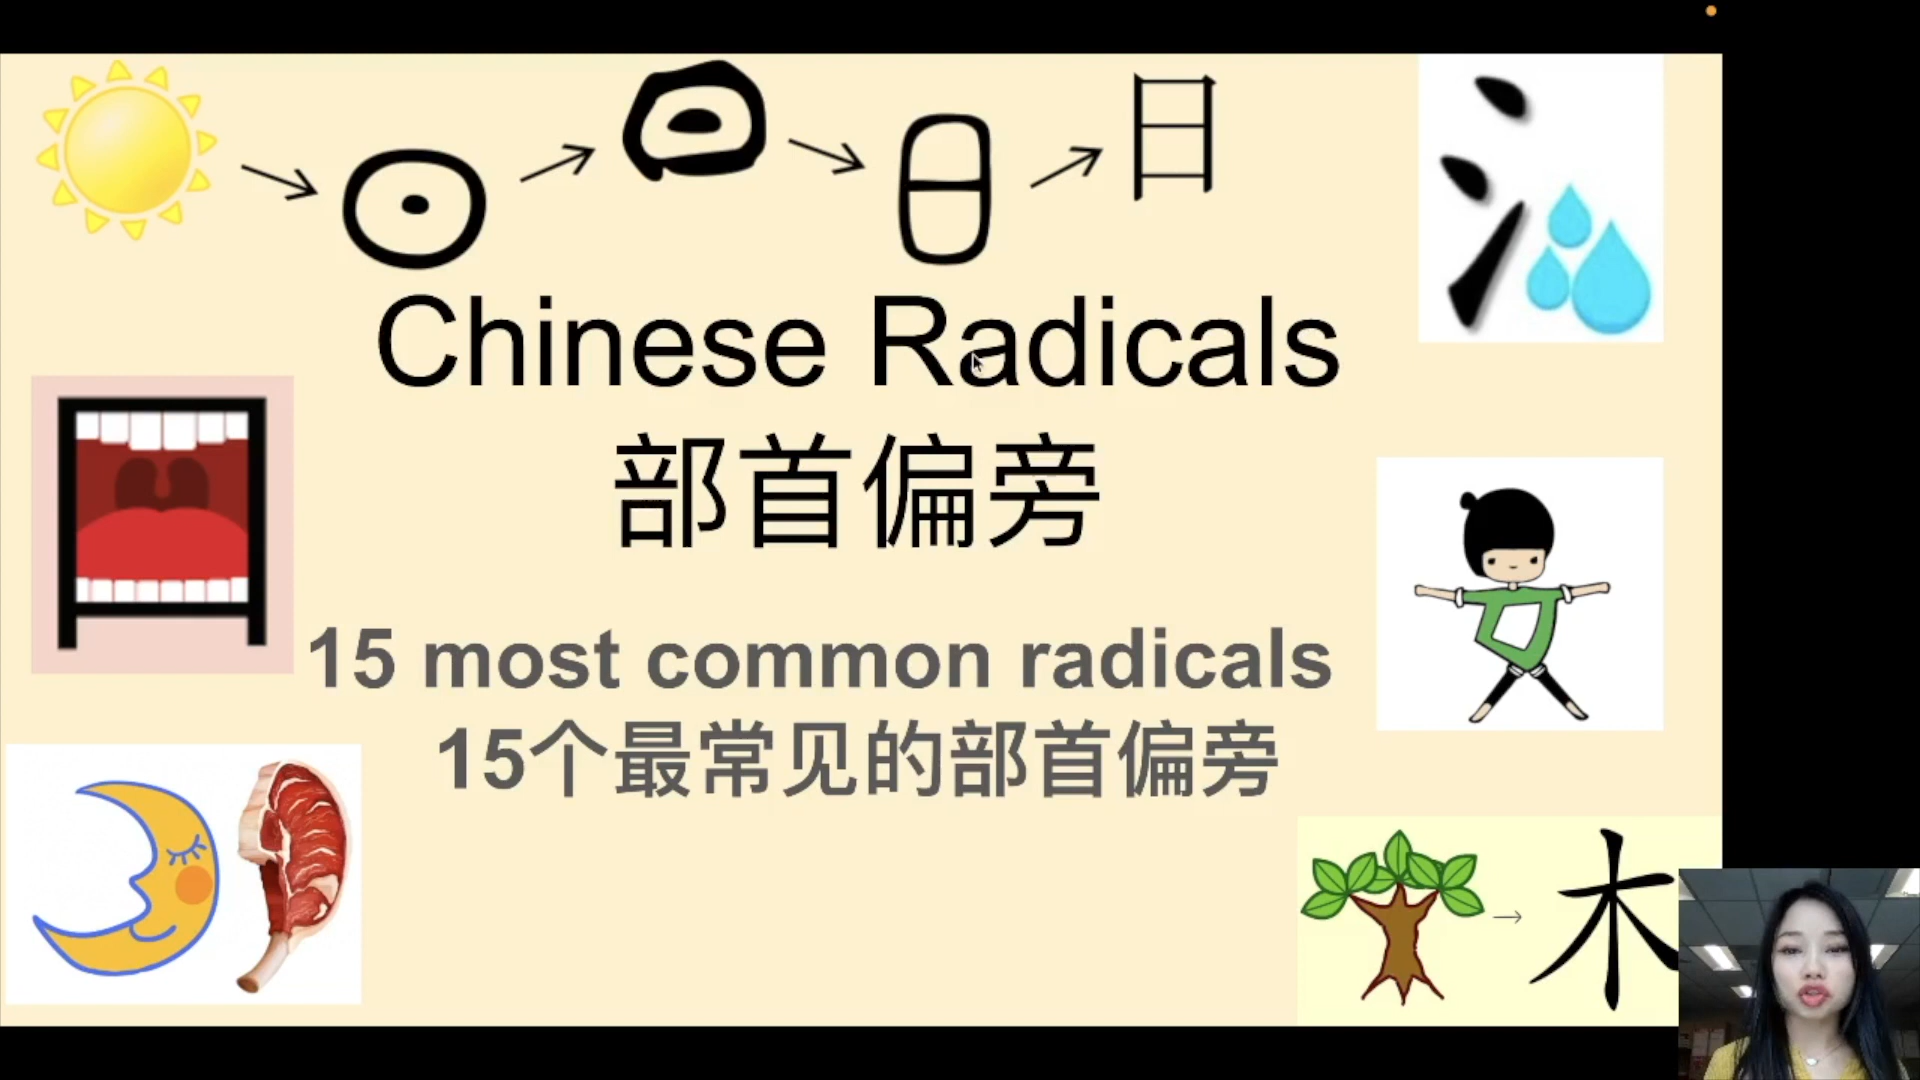 日
氵
Chinese Radicals
部首偏旁
15 most common radicals
15个最常见的部首偏旁
木